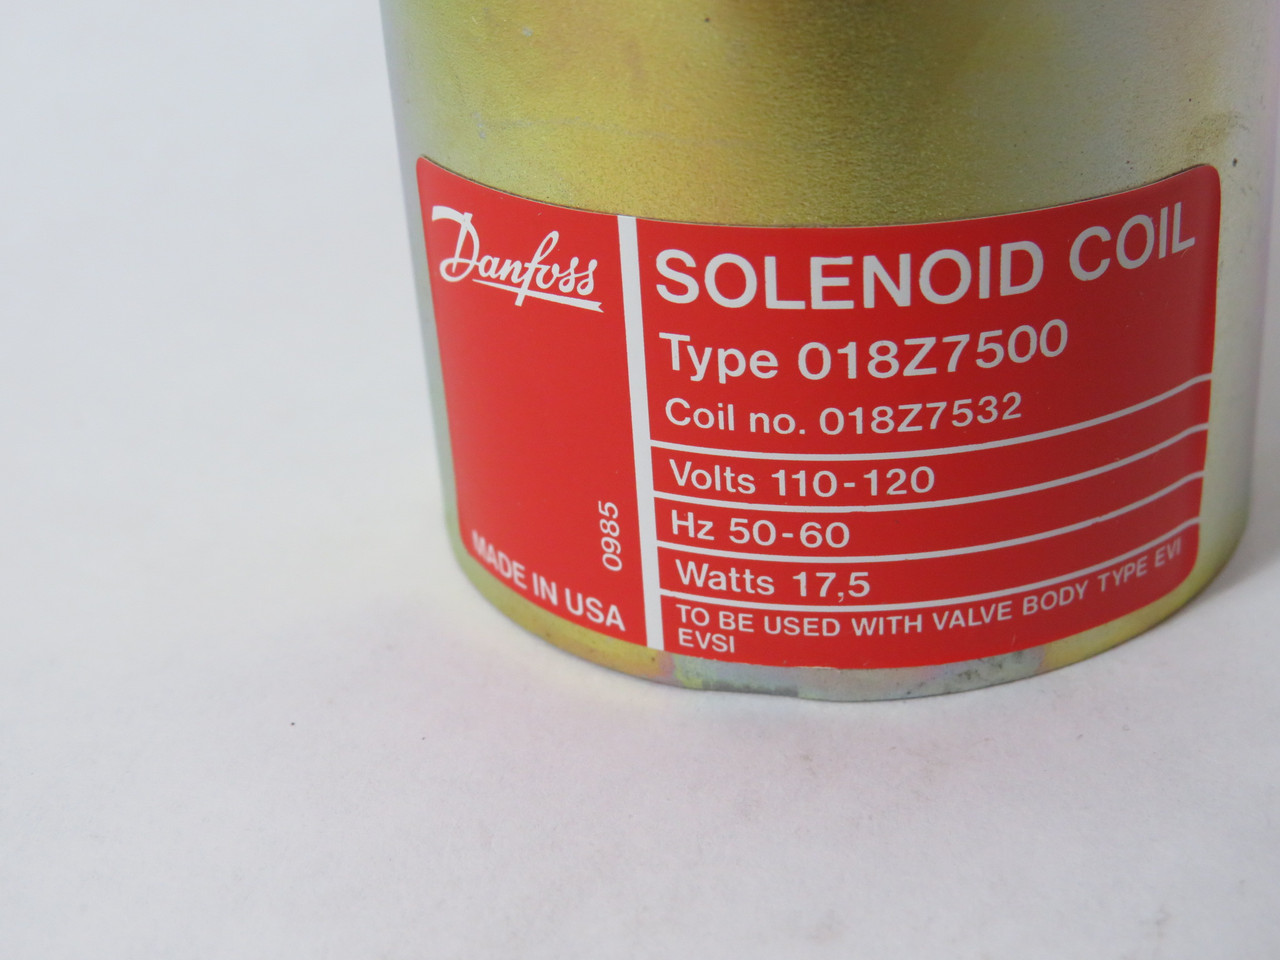 Danfoss
0985
MADE IN USA
SOLENOID COIL
Type 018Z7500
Coil no. 018Z7532
Volts 110-120
Hz 50-60
Watts 17,5
TO BE USED WITH VALVE BODY TYPE EVI
EVSI